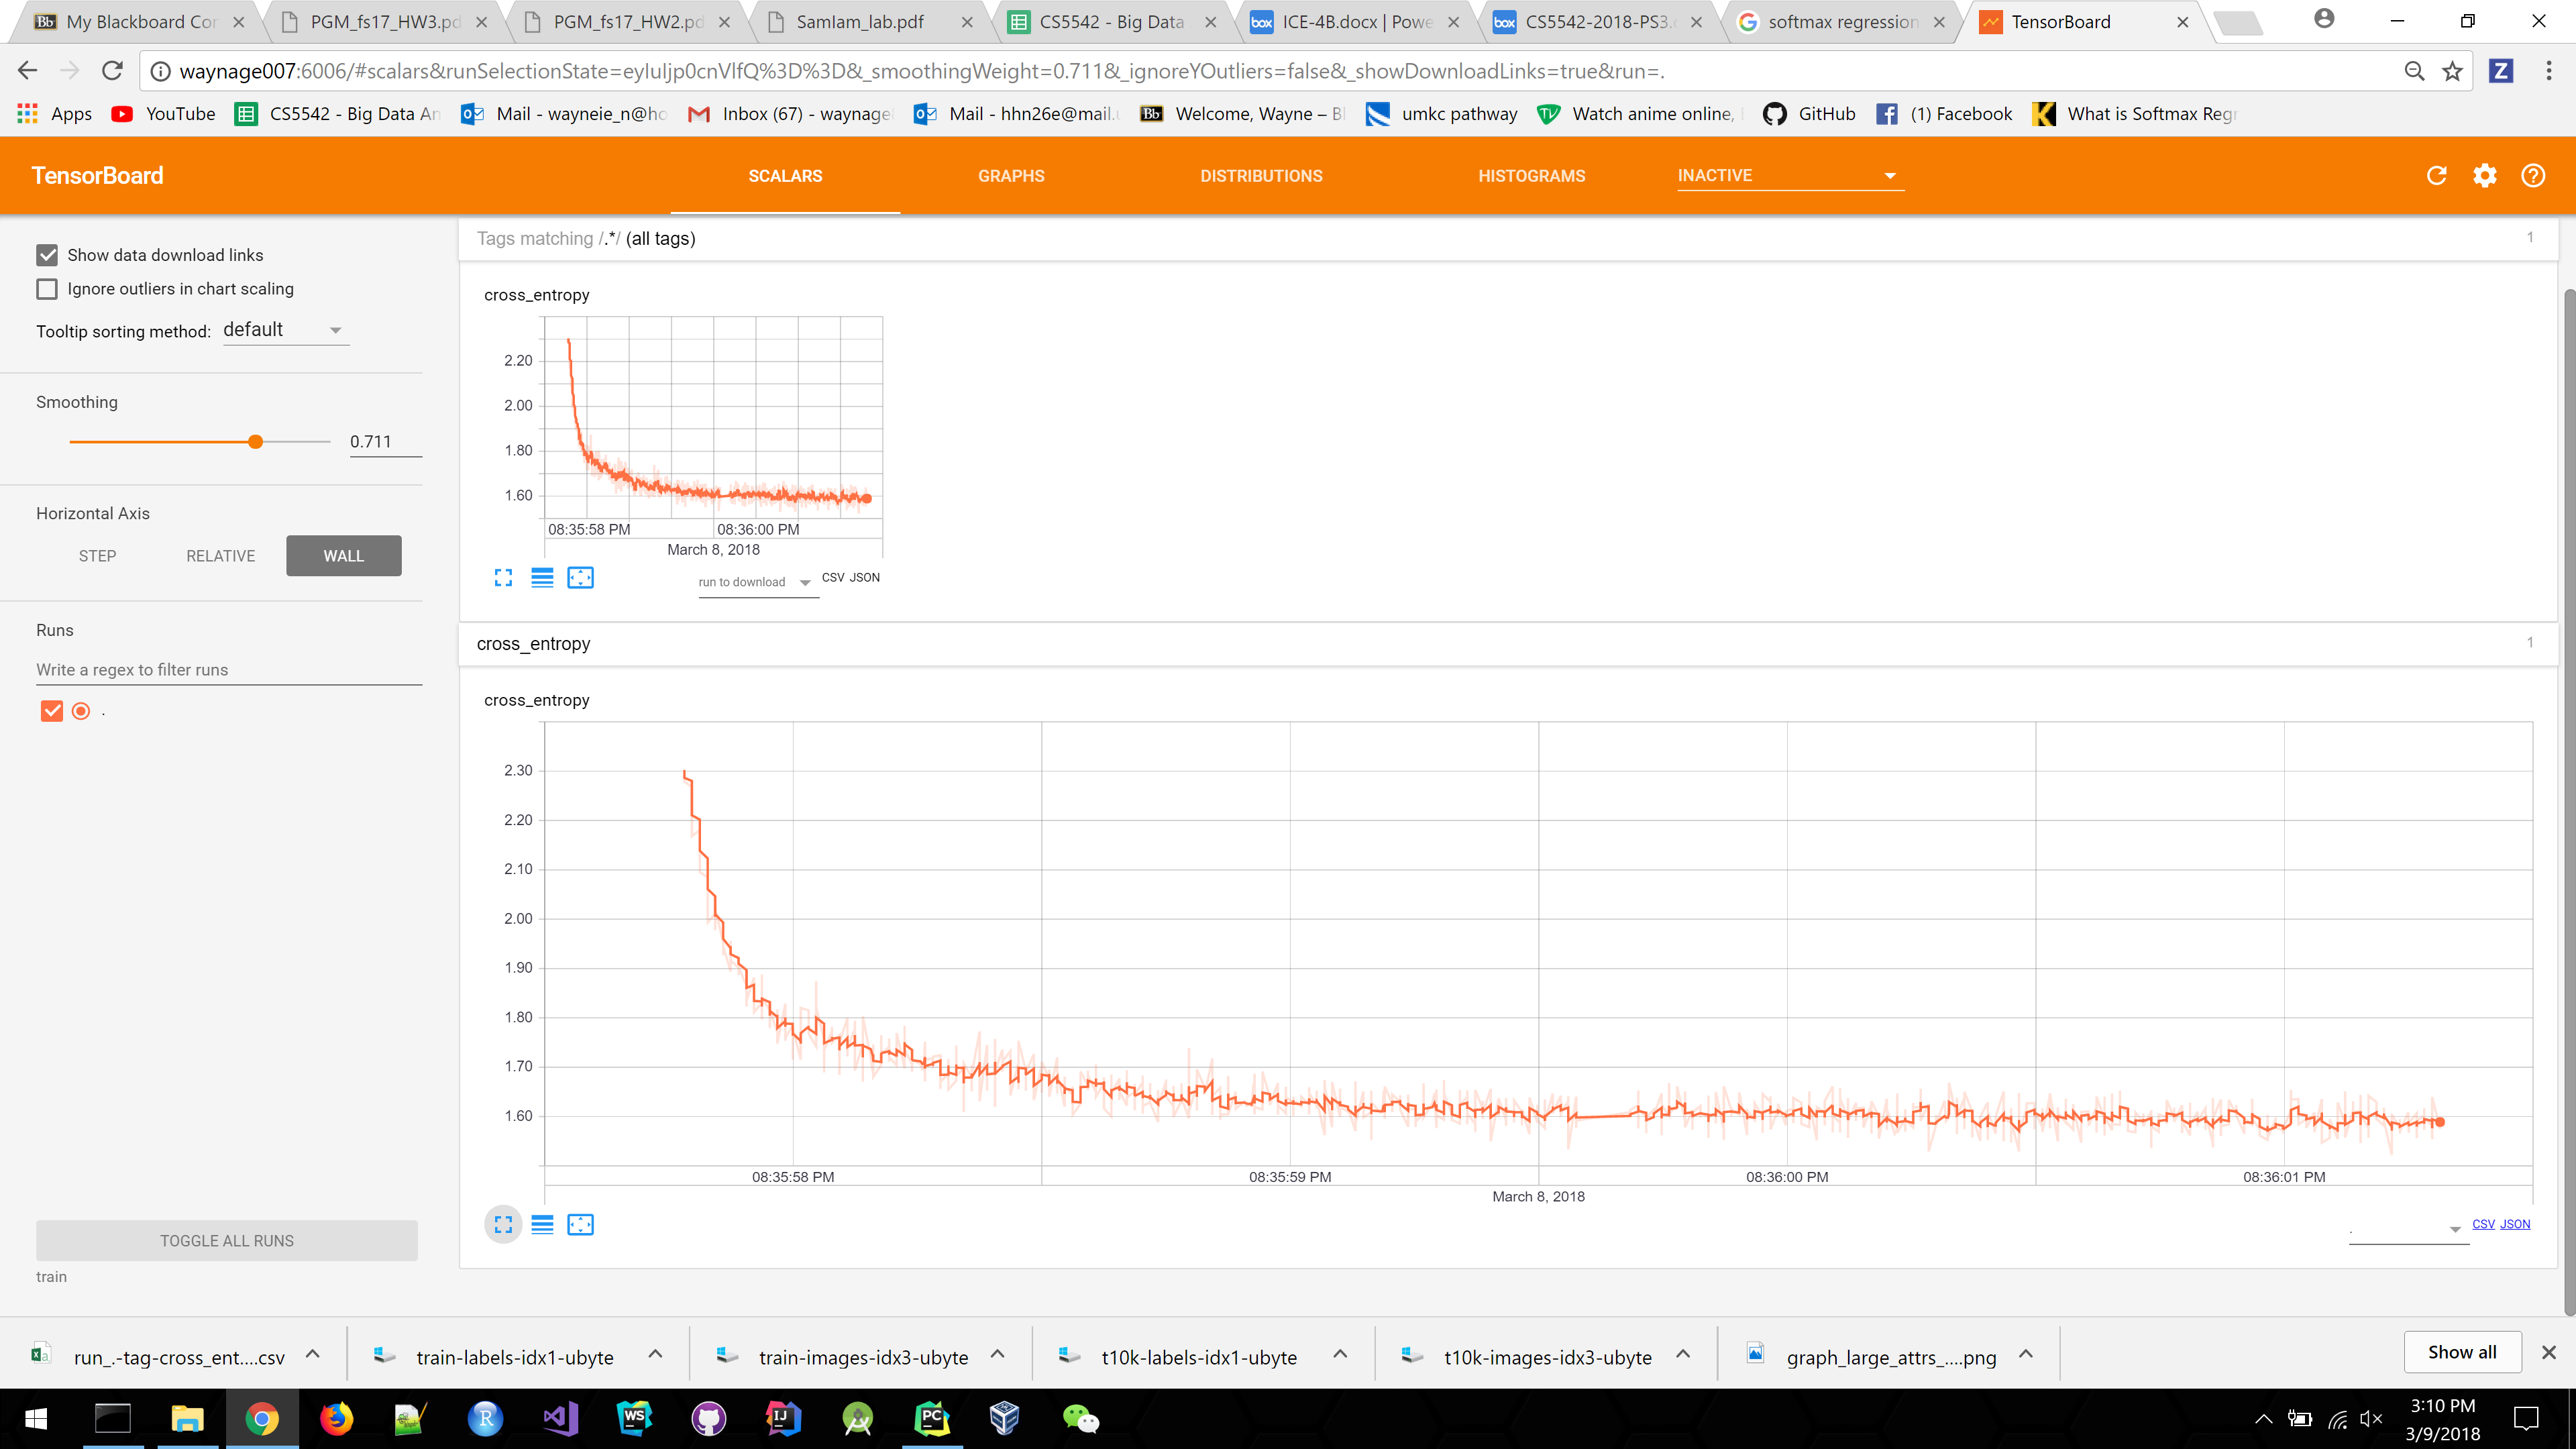 My Blackboard Cor
PGM_fs17_HW3.pd
PGM_fs17_HW2.pd
Samlam_lab.pdf
CS5542 - Big Data
ICE-4B.docx | Powe
CS5542-2018-PS3.
softmax regression
TensorBoard
waynage007:6006/#scalars&runSelectionState=eyIuIjp0cnVlfQ%3D%3D&_smoothingWeight=0.711&_ignoreYOutliers=false&_showDownloadLinks=true&run=.
Apps YouTube CS5542 - Big Data An Mail - wayneie_n@ho Inbox (67) - waynage Mail - hhn26e@mail. Welcome, Wayne – Bl umkc pathway Watch anime online, GitHub (1) Facebook What is Softmax Regr
TensorBoard
SCALARS GRAPHS DISTRIBUTIONS HISTOGRAMS INACTIVE
Show data download links
Ignore outliers in chart scaling
Tooltip sorting method: default
Smoothing
0.711
Horizontal Axis
STEP RELATIVE WALL
Runs
Write a regex to filter runs
.
TOGGLE ALL RUNS
train
Tags matching /.*/ (all tags)
1
cross_entropy
2.20
2.00
1.80
1.60
08:35:58 PM 08:36:00 PM
March 8, 2018
run to download CSV JSON
cross_entropy
1
cross_entropy
2.30
2.20
2.10
2.00
1.90
1.80
1.70
1.60
08:35:58 PM 08:35:59 PM 08:36:00 PM 08:36:01 PM
March 8, 2018
. CSV JSON
run_.-tag-cross_ent....csv
train-labels-idx1-ubyte
train-images-idx3-ubyte
t10k-labels-idx1-ubyte
t10k-images-idx3-ubyte
graph_large_attrs_....png
Show all
3:10 PM
3/9/2018